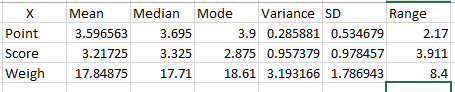 X Mean Median Mode Variance SD Range
Point 3.596563 3.695 3.9 0.285881 0.534679 2.17
Score 3.21725 3.325 2.875 0.957379 0.978457 3.911
Weigh 17.84875 17.71 18.61 3.193166 1.786943 8.4